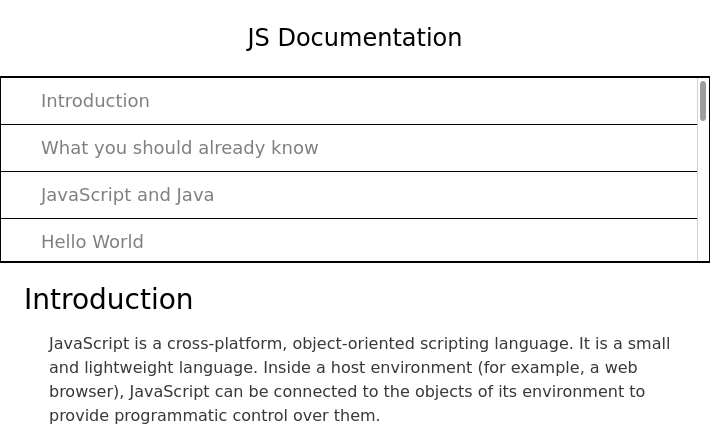 JS Documentation
Introduction
What you should already know
JavaScript and Java
Hello World
Introduction
JavaScript is a cross-platform, object-oriented scripting language. It is a small
and lightweight language. Inside a host environment (for example, a web
browser), JavaScript can be connected to the objects of its environment to
provide programmatic control over them.